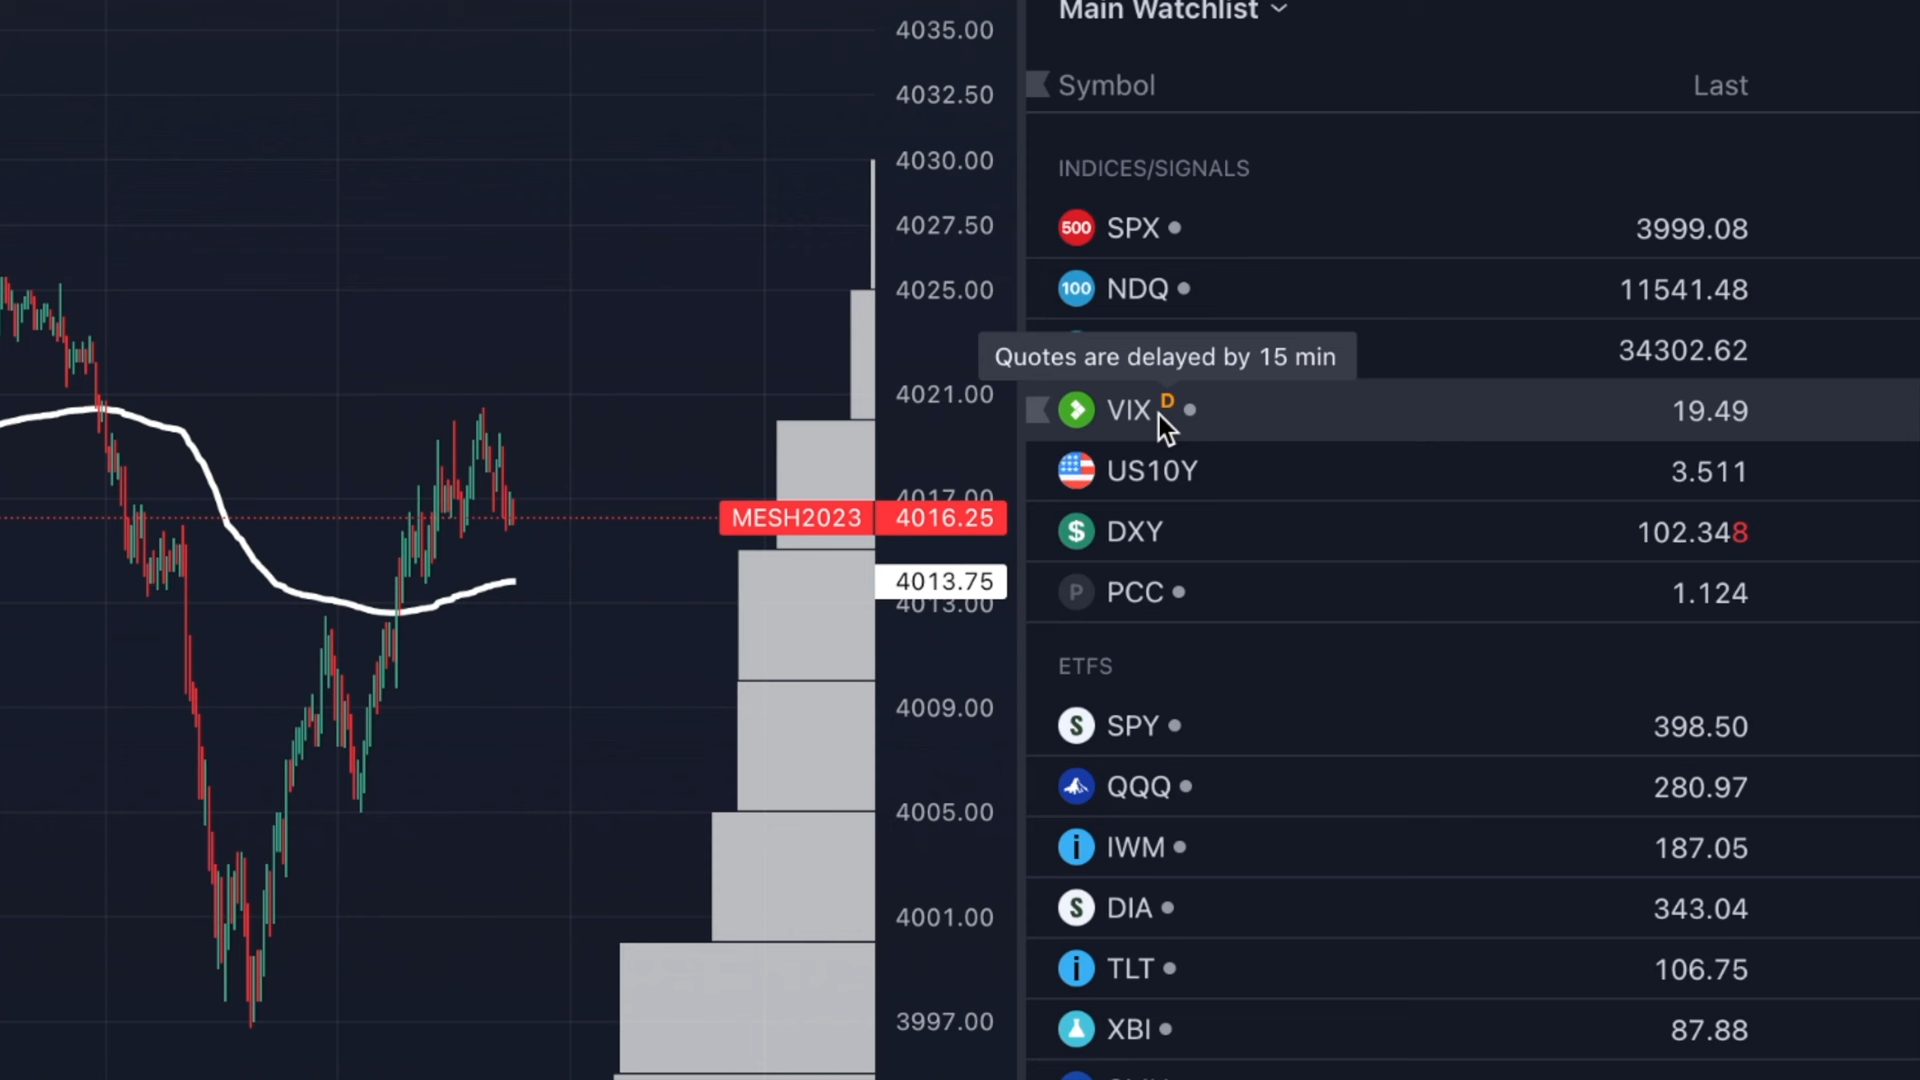 Main Watchlist
Symbol Last
INDICES/SIGNALS
500 SPX 3999.08
100 NDQ 11541.48
34302.62
Quotes are delayed by 15 min
VIX D 19.49
US10Y 3.511
$ DXY 102.348
P PCC 1.124
ETFS
S SPY 398.50
QQQ 280.97
i IWM 187.05
S DIA 343.04
i TLT 106.75
XBI 87.88
4035.00
4032.50
4030.00
4027.50
4025.00
4021.00
4017.00
MESH2023 4016.25
4013.75
4013.00
4009.00
4005.00
4001.00
3997.00